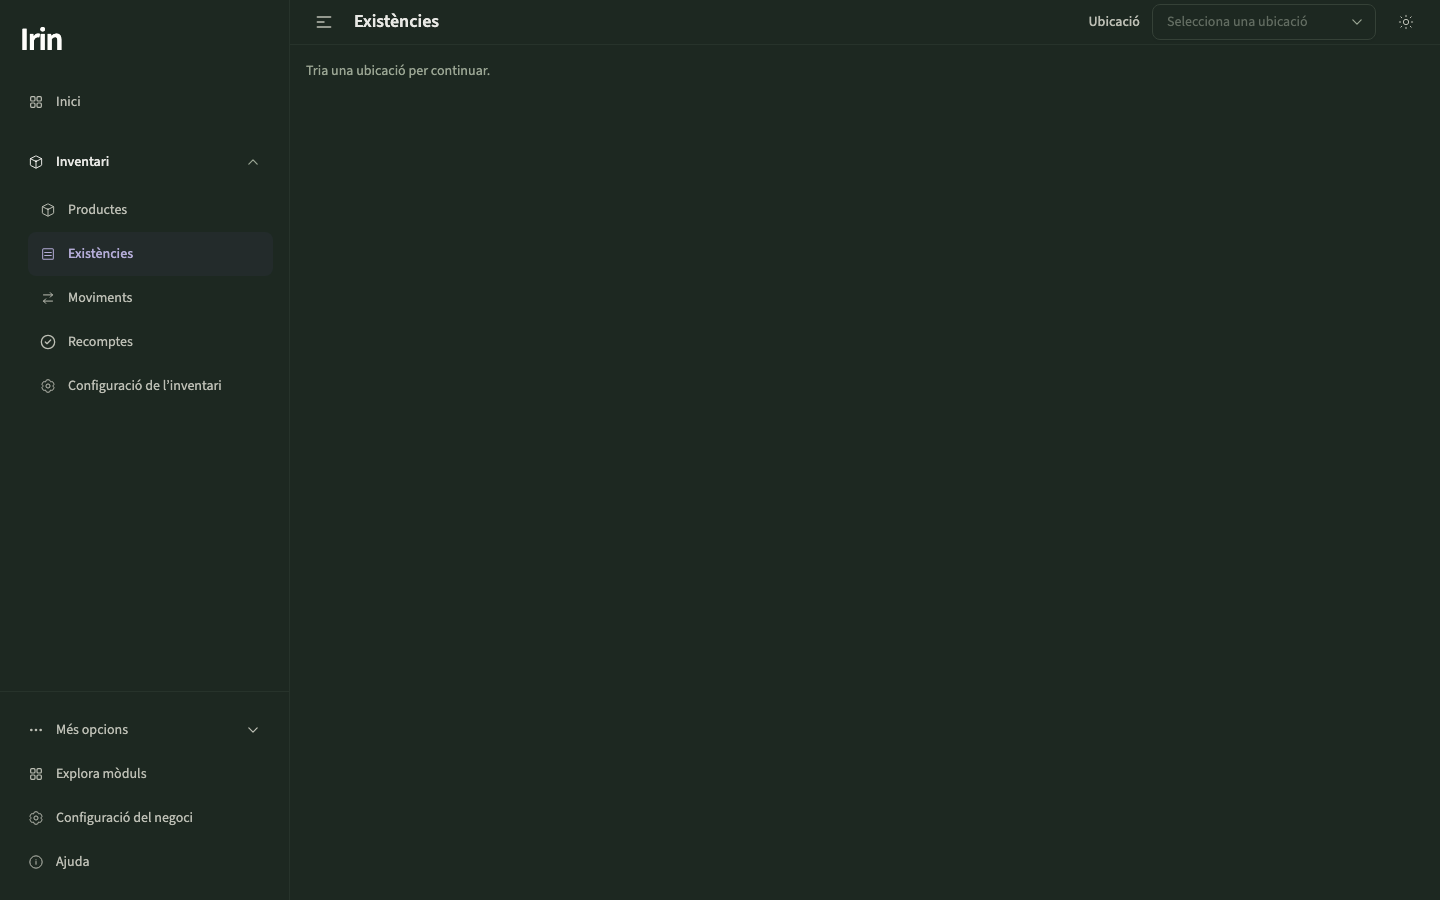 Irin
Inici
Inventari
Productes
Existències
Moviments
Recomptes
Configuració de l’inventari
Més opcions
Explora mòduls
Configuració del negoci
Ajuda
Existències
Ubicació
Selecciona una ubicació
Tria una ubicació per continuar.